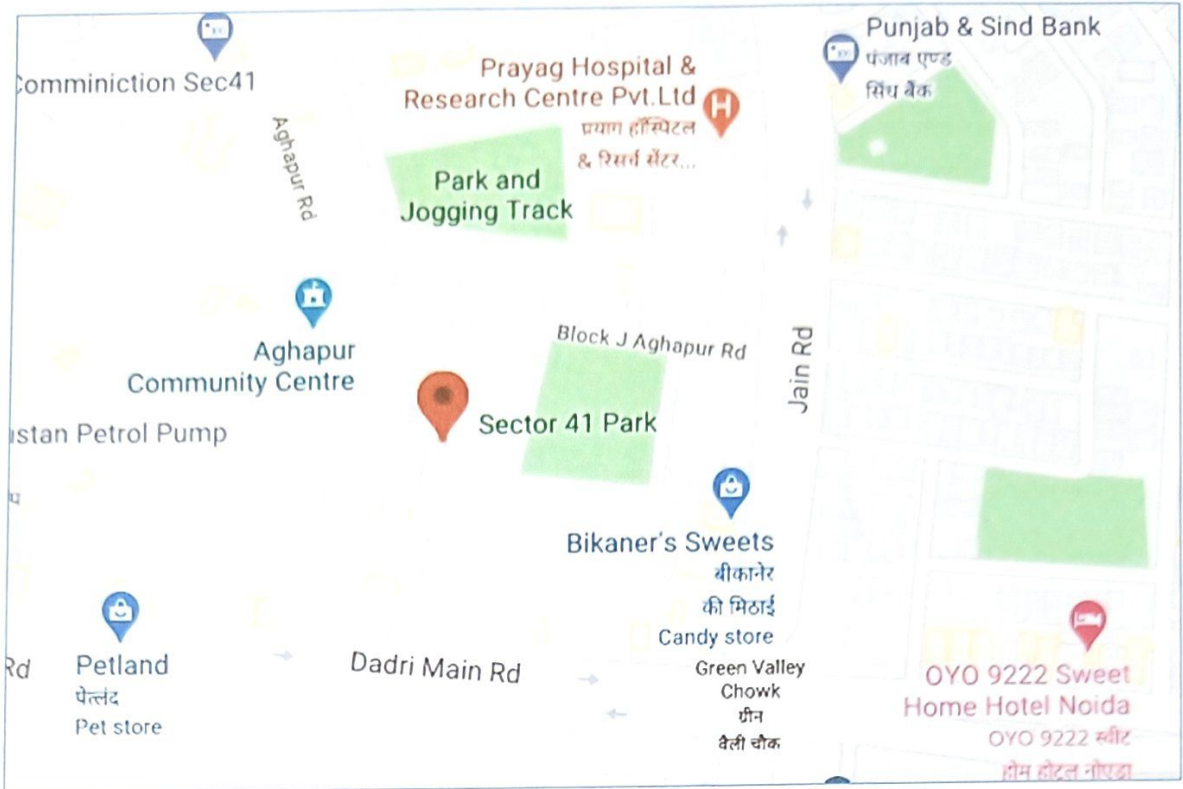 Comminiction Sec41
Aghapur Rd
Prayag Hospital &
Research Centre Pvt.Ltd
H
प्रयाग हॉस्पिटल
& रिसर्च सेंटर...
Punjab & Sind Bank
पंजाब एण्ड
सिंध बैंक
Park and
Jogging Track
Aghapur
Community Centre
Block J Aghapur Rd
Jain Rd
Sector 41 Park
istan Petrol Pump
Bikaner's Sweets
बीकानेर
की मिठाई
Candy store
Rd
Petland
पेत्लंद
Pet store
Dadri Main Rd
Green Valley
Chowk
ग्रीन
वैली चौक
OYO 9222 Sweet
Home Hotel Noida
OYO 9222 स्वीट
होम होटल नोएडा